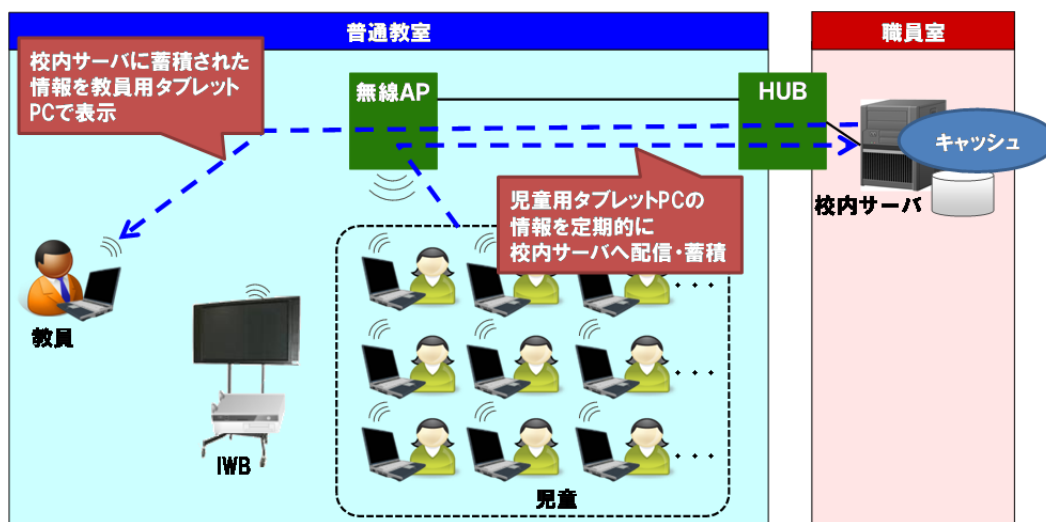 普通教室
職員室
校内サーバに蓄積された
情報を教員用タブレット
PCで表示
無線AP
HUB
キャッシュ
校内サーバ
児童用タブレットPCの
情報を定期的に
校内サーバへ配信・蓄積
教員
IWB
児童